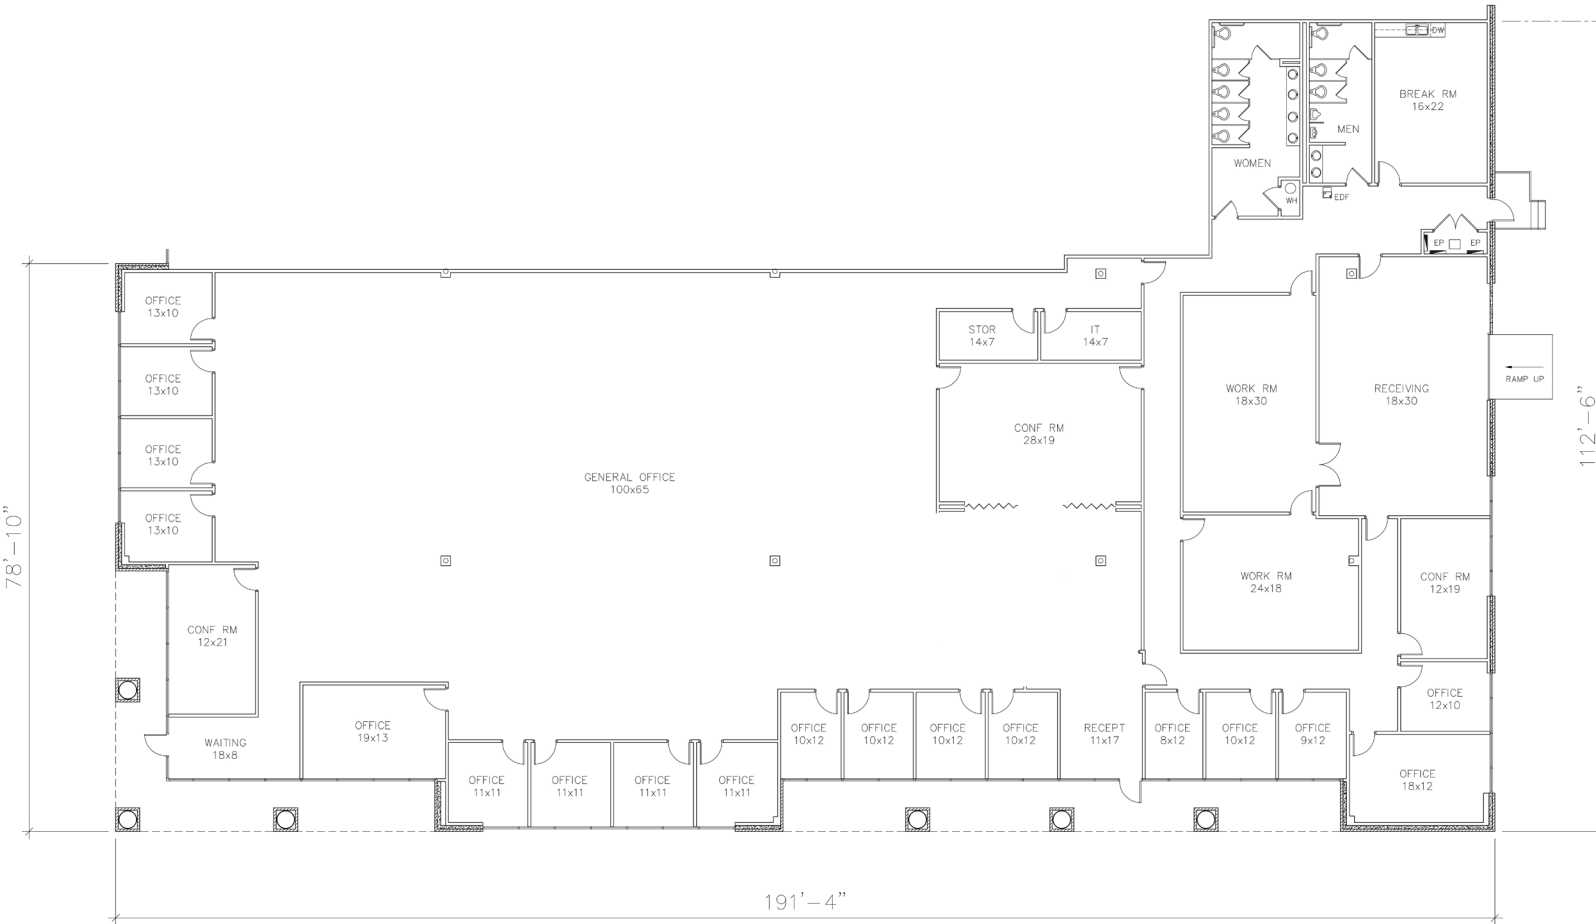 DW
BREAK RM
16x22
MEN
WOMEN
WH
EDF
EP
EP
OFFICE
13x10
STOR
14x7
IT
14x7
OFFICE
13x10
RAMP UP
WORK RM
18x30
RECEIVING
18x30
CONF RM
28x19
112'-6"
OFFICE
13x10
GENERAL OFFICE
100x65
OFFICE
13x10
78'-10"
WORK RM
24x18
CONF RM
12x19
CONF RM
12x21
OFFICE
12x10
OFFICE
19x13
WAITING
18x8
OFFICE
10x12
OFFICE
10x12
OFFICE
10x12
OFFICE
10x12
RECEPT
11x17
OFFICE
8x12
OFFICE
10x12
OFFICE
9x12
OFFICE
11x11
OFFICE
11x11
OFFICE
11x11
OFFICE
11x11
OFFICE
18x12
191'-4"